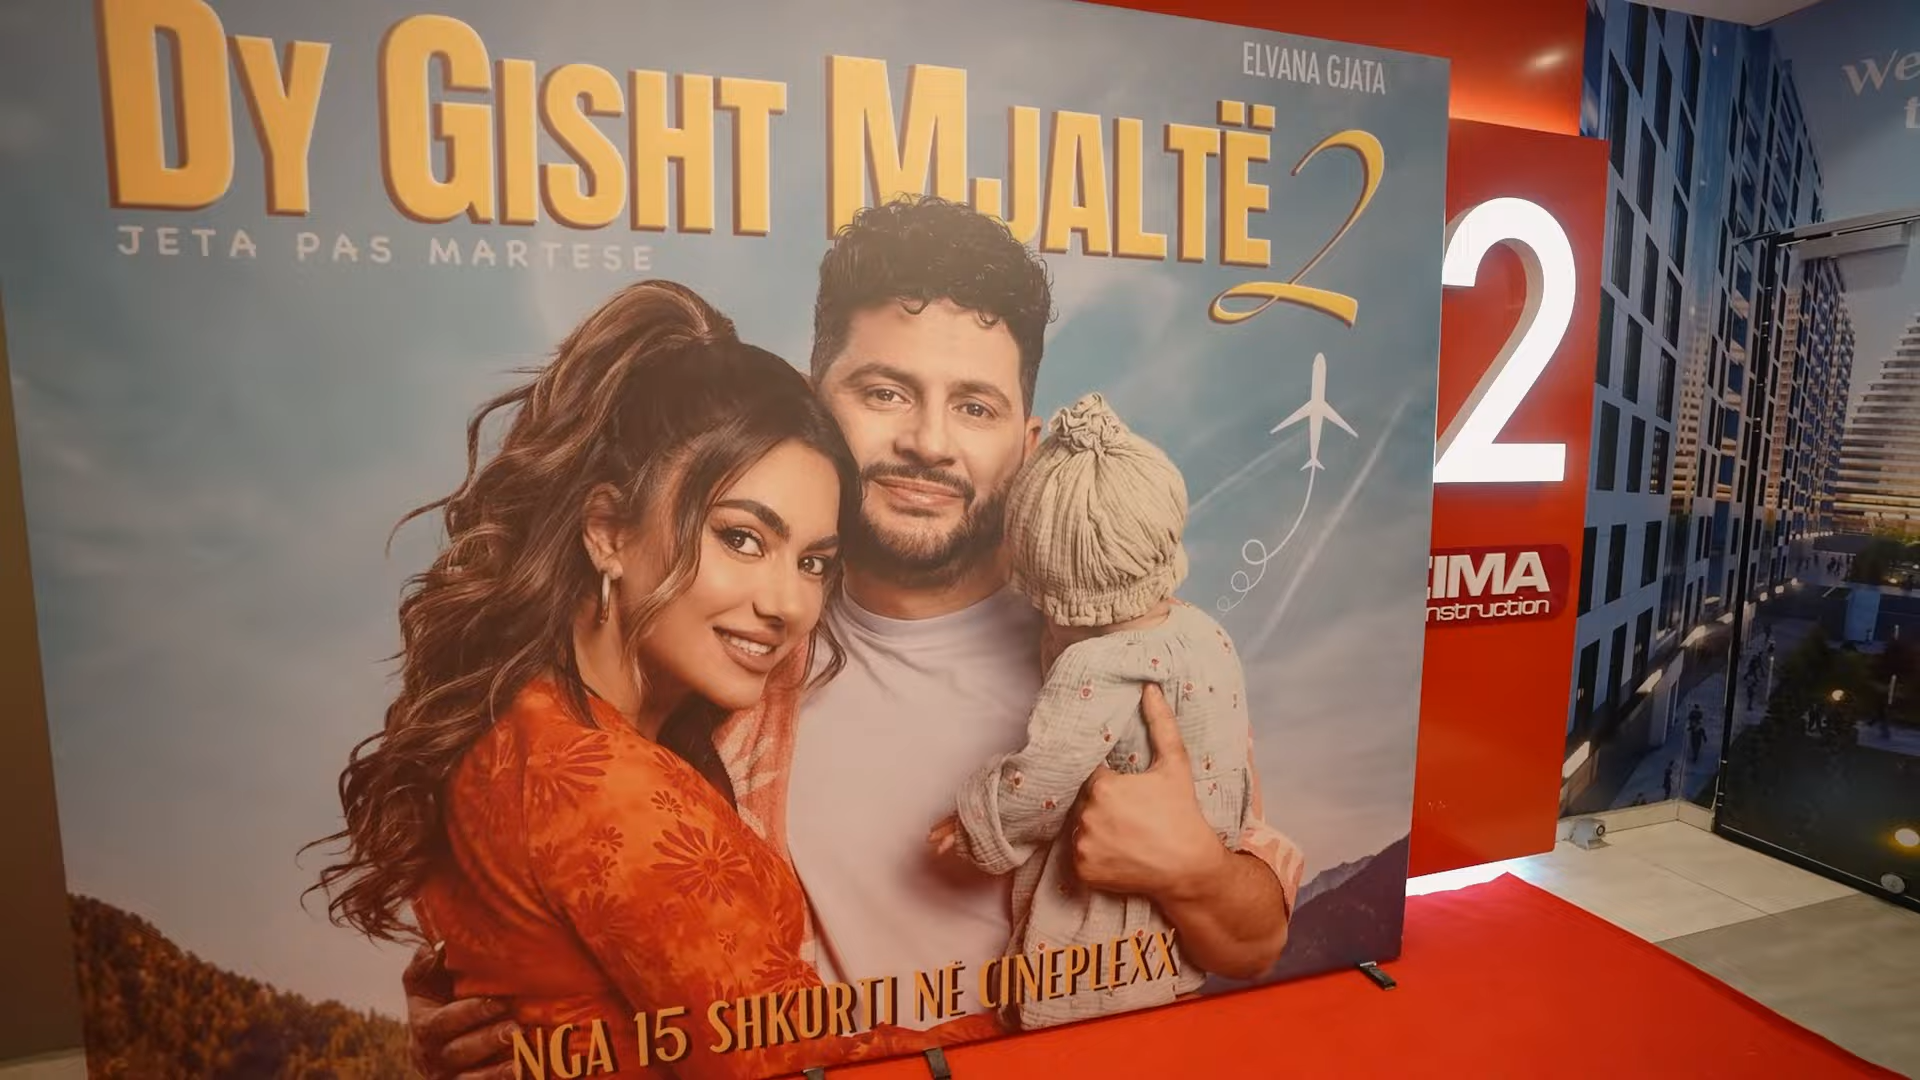 ELVANA GJATA
DY GISHT MJALTË 2
JETA PAS MARTESE
NGA 15 SHKURTI NË CINEPLEXX
2